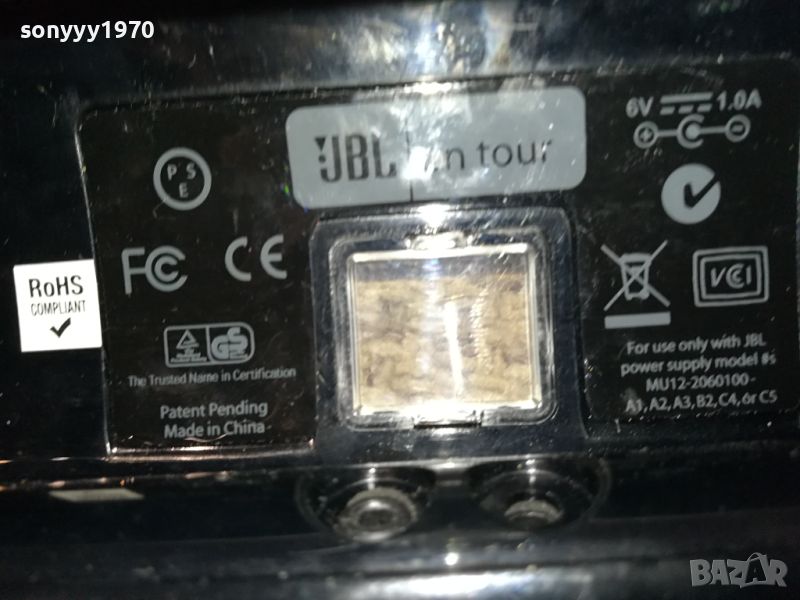 sonyyy1970
JBL on tour
6V 1.0A
PSE
FC CE
RoHS
COMPLIANT
VCI
The Trusted Name in Certification
Patent Pending
Made in China
For use only with JBL
power supply model #s
MU12-2060100-
A1, A2, A3, B2, C4, or C5
BAZAR